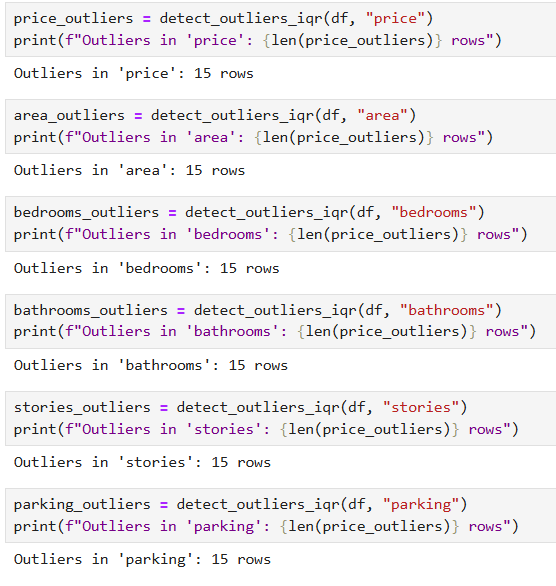 price_outliers = detect_outliers_iqr(df, "price")
print(f"Outliers in 'price': {len(price_outliers)} rows")
Outliers in 'price': 15 rows
area_outliers = detect_outliers_iqr(df, "area")
print(f"Outliers in 'area': {len(price_outliers)} rows")
Outliers in 'area': 15 rows
bedrooms_outliers = detect_outliers_iqr(df, "bedrooms")
print(f"Outliers in 'bedrooms': {len(price_outliers)} rows")
Outliers in 'bedrooms': 15 rows
bathrooms_outliers = detect_outliers_iqr(df, "bathrooms")
print(f"Outliers in 'bathrooms': {len(price_outliers)} rows")
Outliers in 'bathrooms': 15 rows
stories_outliers = detect_outliers_iqr(df, "stories")
print(f"Outliers in 'stories': {len(price_outliers)} rows")
Outliers in 'stories': 15 rows
parking_outliers = detect_outliers_iqr(df, "parking")
print(f"Outliers in 'parking': {len(price_outliers)} rows")
Outliers in 'parking': 15 rows